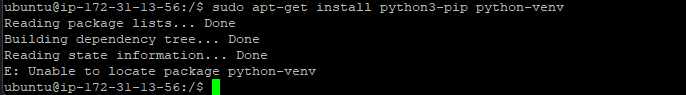 ubuntu@ip-172-31-13-56:/$ sudo apt-get install python3-pip python-venv
Reading package lists... Done
Building dependency tree... Done
Reading state information... Done
E: Unable to locate package python-venv
ubuntu@ip-172-31-13-56:/$